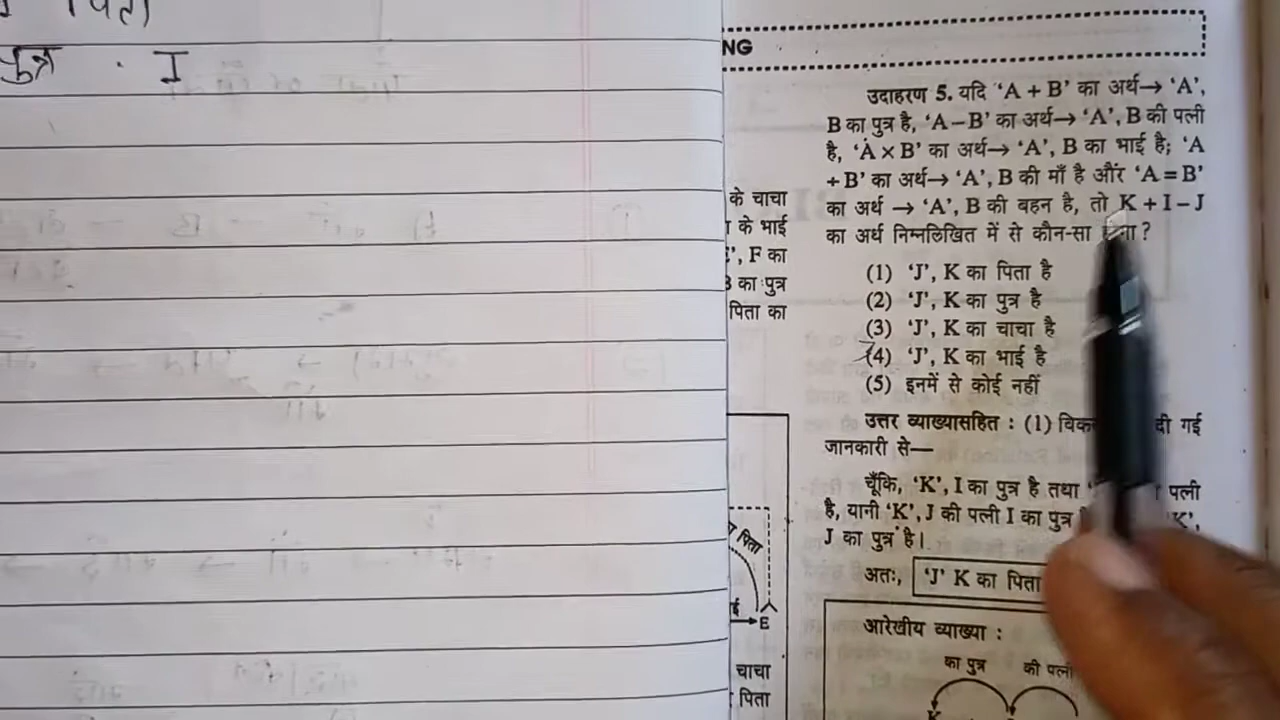 पिता
पुत्र . I
NG
उदाहरण 5. यदि 'A + B' का अर्थ→ 'A',
B का पुत्र है, 'A – B' का अर्थ→ 'A', B की पत्नी
है, 'A × B' का अर्थ→ 'A', B का भाई है; 'A
+ B' का अर्थ→ 'A', B की माँ है और 'A = B'
का अर्थ → 'A', B की बहन है, तो K + I – J
का अर्थ निम्नलिखित में से कौन-सा ?
(1) 'J', K का पिता है
(2) 'J', K का पुत्र है
(3) 'J', K का चाचा है
(4) 'J', K का भाई है
(5) इनमें से कोई नहीं
उत्तर व्याख्यासहित : (1) दी गई
जानकारी से—
चूँकि, 'K', I का पुत्र है तथा पत्नी
है, यानी 'K', J की पत्नी I का पुत्र K',
J का पुत्र है।
अतः, 'J' K का पिता
आरेखीय व्याख्या :
का पुत्र की पत्नी
K
के चाचा
के भाई
', F का
का पुत्र
पिता का
पिता
E
चाचा
पिता